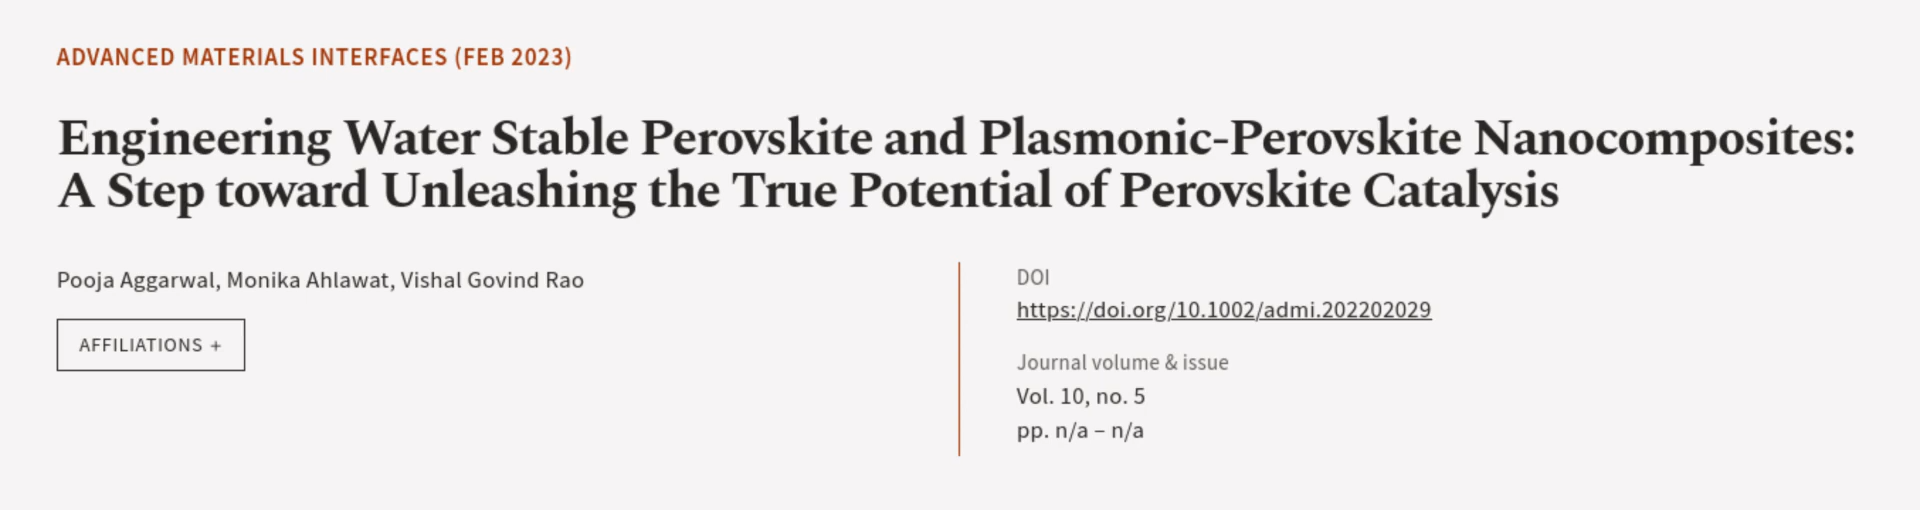 ADVANCED MATERIALS INTERFACES (FEB 2023)
Engineering Water Stable Perovskite and Plasmonic-Perovskite Nanocomposites:
A Step toward Unleashing the True Potential of Perovskite Catalysis
Pooja Aggarwal, Monika Ahlawat, Vishal Govind Rao
AFFILIATIONS +
DOI
https://doi.org/10.1002/admi.202202029
Journal volume & issue
Vol. 10, no. 5
pp. n/a – n/a